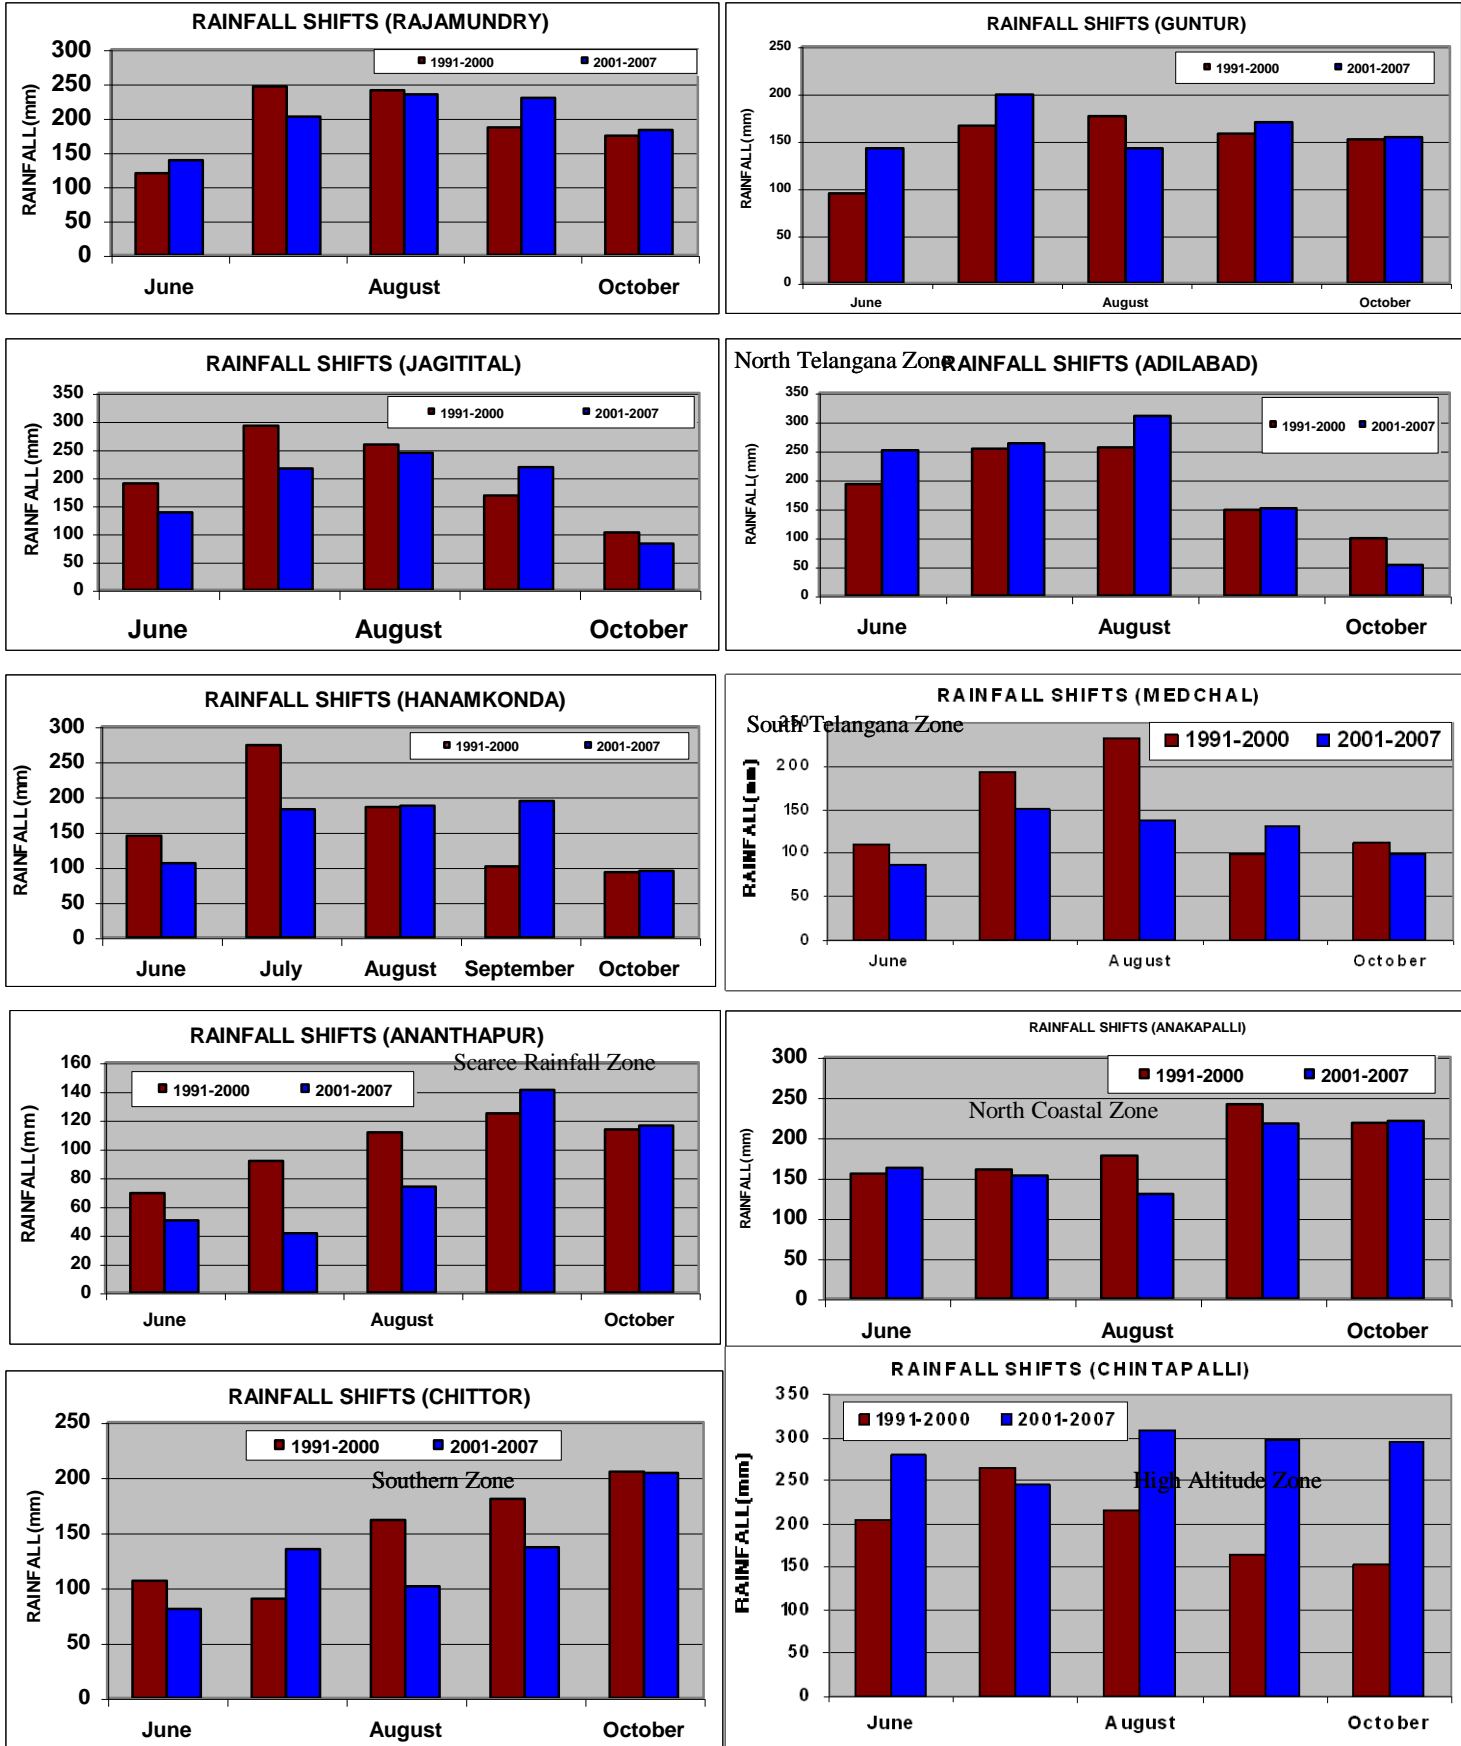 RAINFALL SHIFTS (RAJAMUNDRY)
RAINFALL(mm)
300
250
200
150
100
50
0
1991-2000 2001-2007
June August October
RAINFALL SHIFTS (GUNTUR)
RAINFALL(mm)
250
200
150
100
50
0
1991-2000 2001-2007
June August October
RAINFALL SHIFTS (JAGITITAL)
RAINFALL(mm)
350
300
250
200
150
100
50
0
1991-2000 2001-2007
June August October
North Telangana Zone
RAINFALL SHIFTS (ADILABAD)
RAINFALL(mm)
350
300
250
200
150
100
50
0
1991-2000 2001-2007
June August October
RAINFALL SHIFTS (HANAMKONDA)
RAINFALL(mm)
300
250
200
150
100
50
0
1991-2000 2001-2007
June July August September October
RAINFALL SHIFTS (MEDCHAL)
South Telangana Zone
RAINFALL(mm)
250
200
150
100
50
0
1991-2000 2001-2007
June August October
RAINFALL SHIFTS (ANANTHAPUR)
Scarce Rainfall Zone
RAINFALL(mm)
160
140
120
100
80
60
40
20
0
1991-2000 2001-2007
June August October
RAINFALL SHIFTS (ANAKAPALLI)
RAINFALL(mm)
300
250
200
150
100
50
0
1991-2000 2001-2007
North Coastal Zone
June August October
RAINFALL SHIFTS (CHITTOR)
RAINFALL(mm)
250
200
150
100
50
0
1991-2000 2001-2007
Southern Zone
June August October
RAINFALL SHIFTS (CHINTAPALLI)
RAINFALL(mm)
350
300
250
200
150
100
50
0
1991-2000 2001-2007
High Altitude Zone
June August October